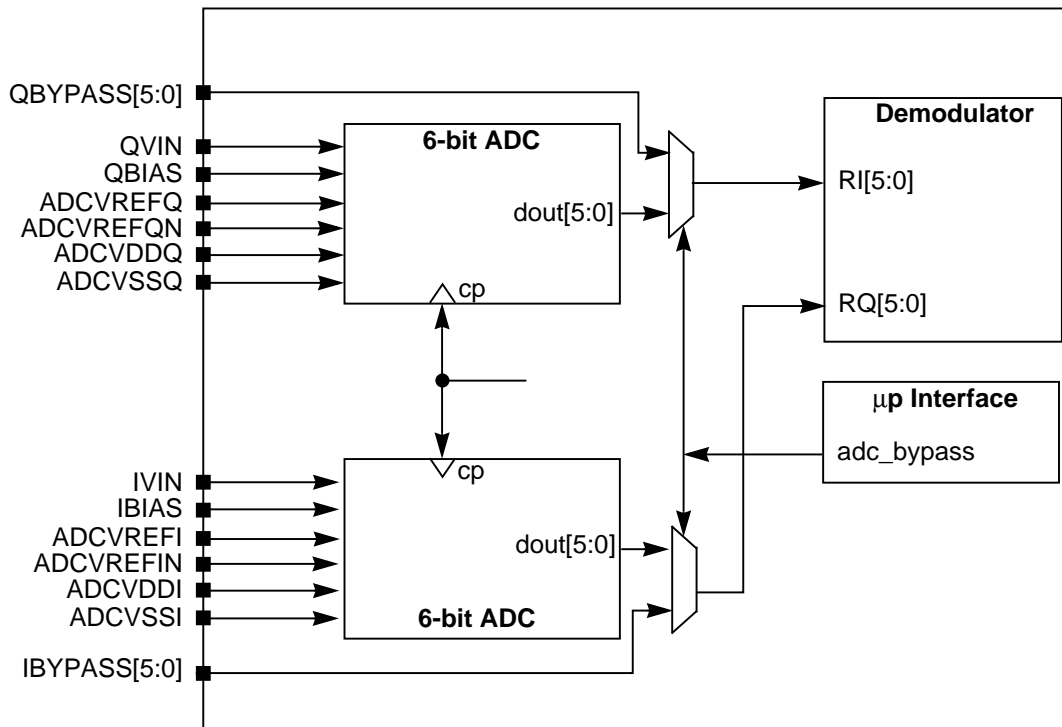 QBYPASS[5:0]
QVIN
QBIAS
ADCVREFQ
ADCVREFQN
ADCVDDQ
ADCVSSQ
6-bit ADC
dout[5:0]
cp
Demodulator
RI[5:0]
RQ[5:0]
μp Interface
adc_bypass
IVIN
IBIAS
ADCVREFI
ADCVREFIN
ADCVDDI
ADCVSSI
IBYPASS[5:0]
cp
dout[5:0]
6-bit ADC